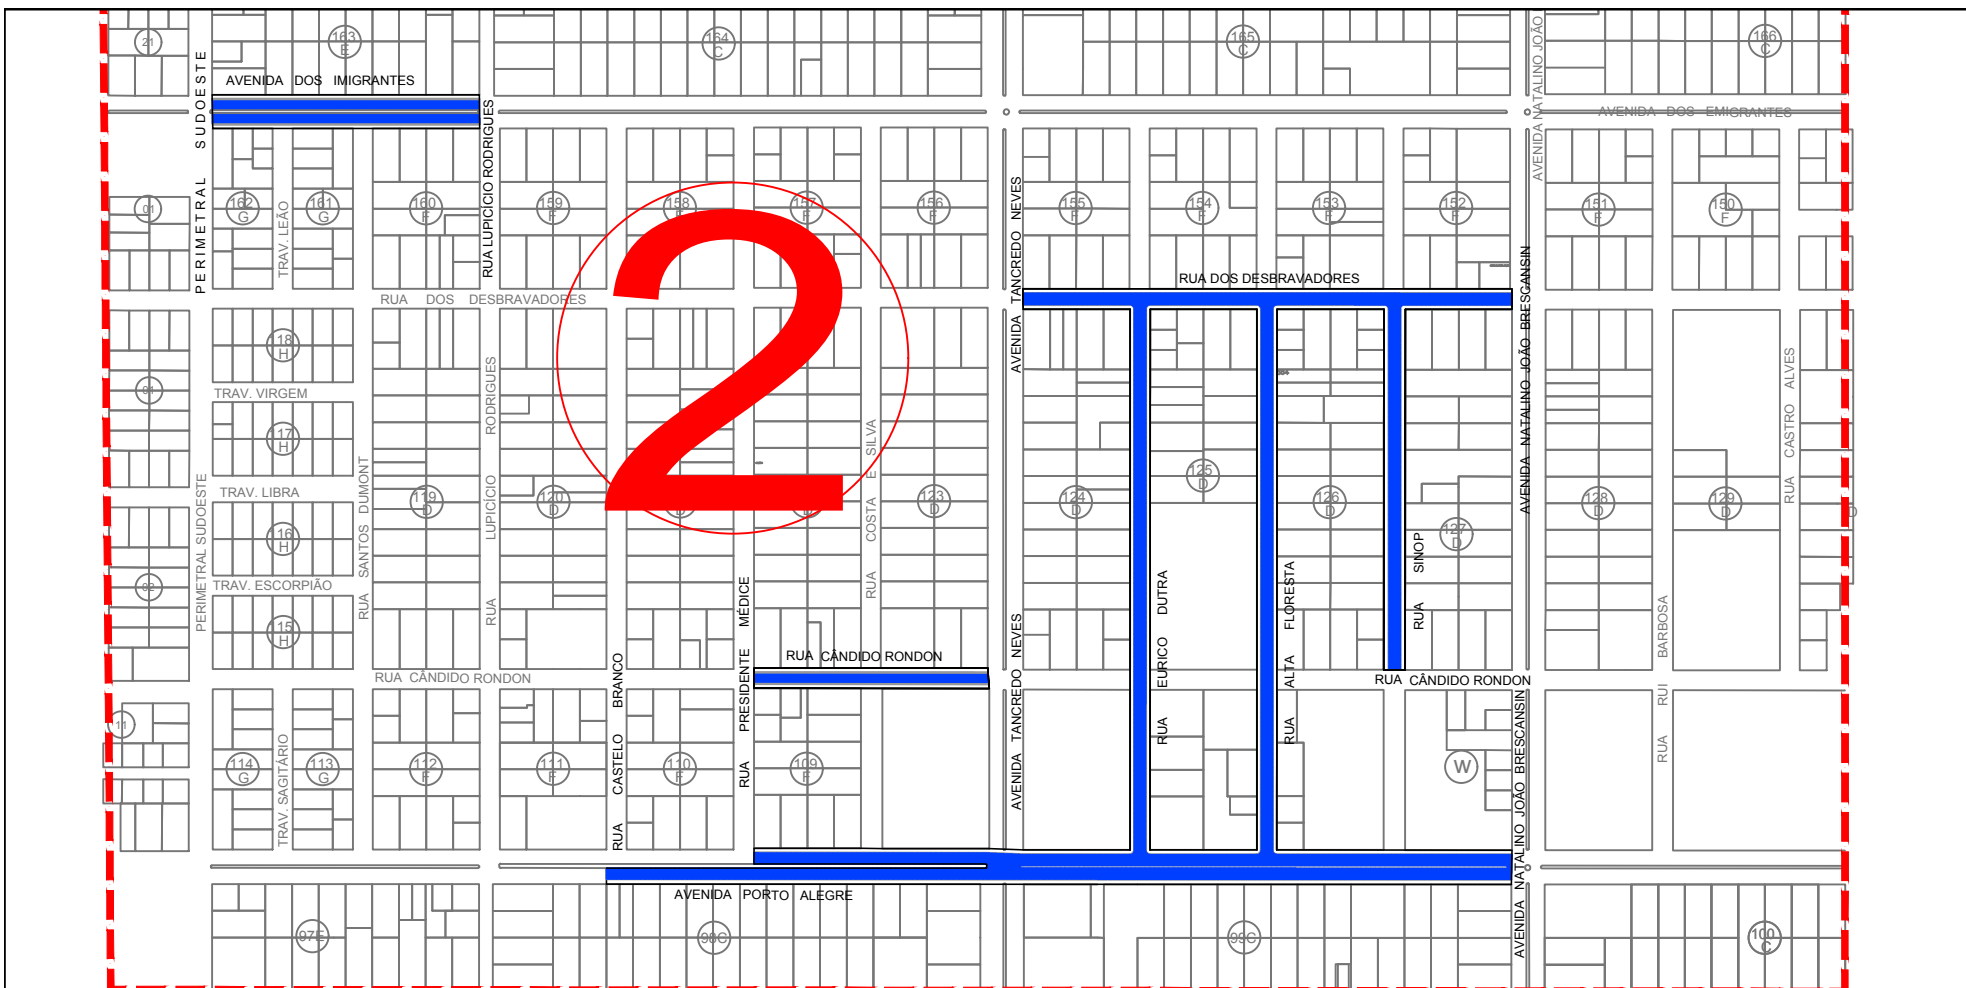 21
163
E
164
C
165
C
166
C
AVENIDA DOS IMIGRANTES
AVENIDA DOS EMIGRANTES
PERIMETRAL SUDOESTE
RUA LUPICÍCIO RODRIGUES
AVENIDA TANCREDO NEVES
AVENIDA NATALINO JOÃO
01
162
G
161
G
160
F
159
F
158
F
157
F
156
F
155
F
154
F
153
F
152
F
151
F
150
F
TRAV. LEÃO
2
RUA DOS DESBRAVADORES
RUA DOS DESBRAVADORES
AVENIDA NATALINO JOÃO BRESCANSIN
118
H
TRAV. VIRGEM
117
H
TRAV. LIBRA
116
H
TRAV. ESCORPIÃO
115
H
PERIMETRAL SUDOESTE
RUA SANTOS DUMONT
RUA LUPICÍCIO RODRIGUES
RUA COSTA E SILVA
RUA CASTRO ALVES
119
D
120
D
123
D
124
D
125
D
126
D
127
D
128
D
129
D
RUA EURICO DUTRA
RUA ALTA FLORESTA
RUA SINOP
RUA RUI BARBOSA
RUA CÂNDIDO RONDON
RUA CÂNDIDO RONDON
RUA CÂNDIDO RONDON
RUA CASTELO BRANCO
RUA PRESIDENTE MÉDICE
AVENIDA TANCREDO NEVES
AVENIDA NATALINO JOÃO BRESCANSIN
11
114
G
113
G
112
F
111
F
110
F
109
F
W
TRAV. SAGITÁRIO
AVENIDA PORTO ALEGRE
97E
98C
99C
100
C